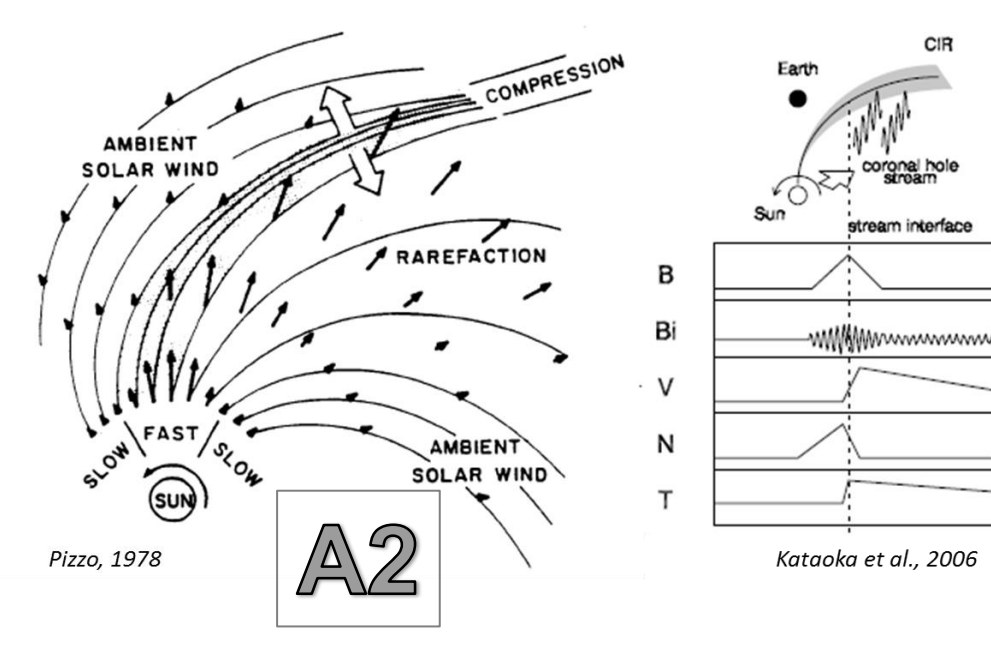 COMPRESSION
AMBIENT
SOLAR WIND
RAREFACTION
AMBIENT
SOLAR WIND
SLOW
FAST
SLOW
SUN
Pizzo, 1978
A2
CIR
Earth
coronal hole
stream
Sun
stream interface
B
Bi
V
N
T
Kataoka et al., 2006